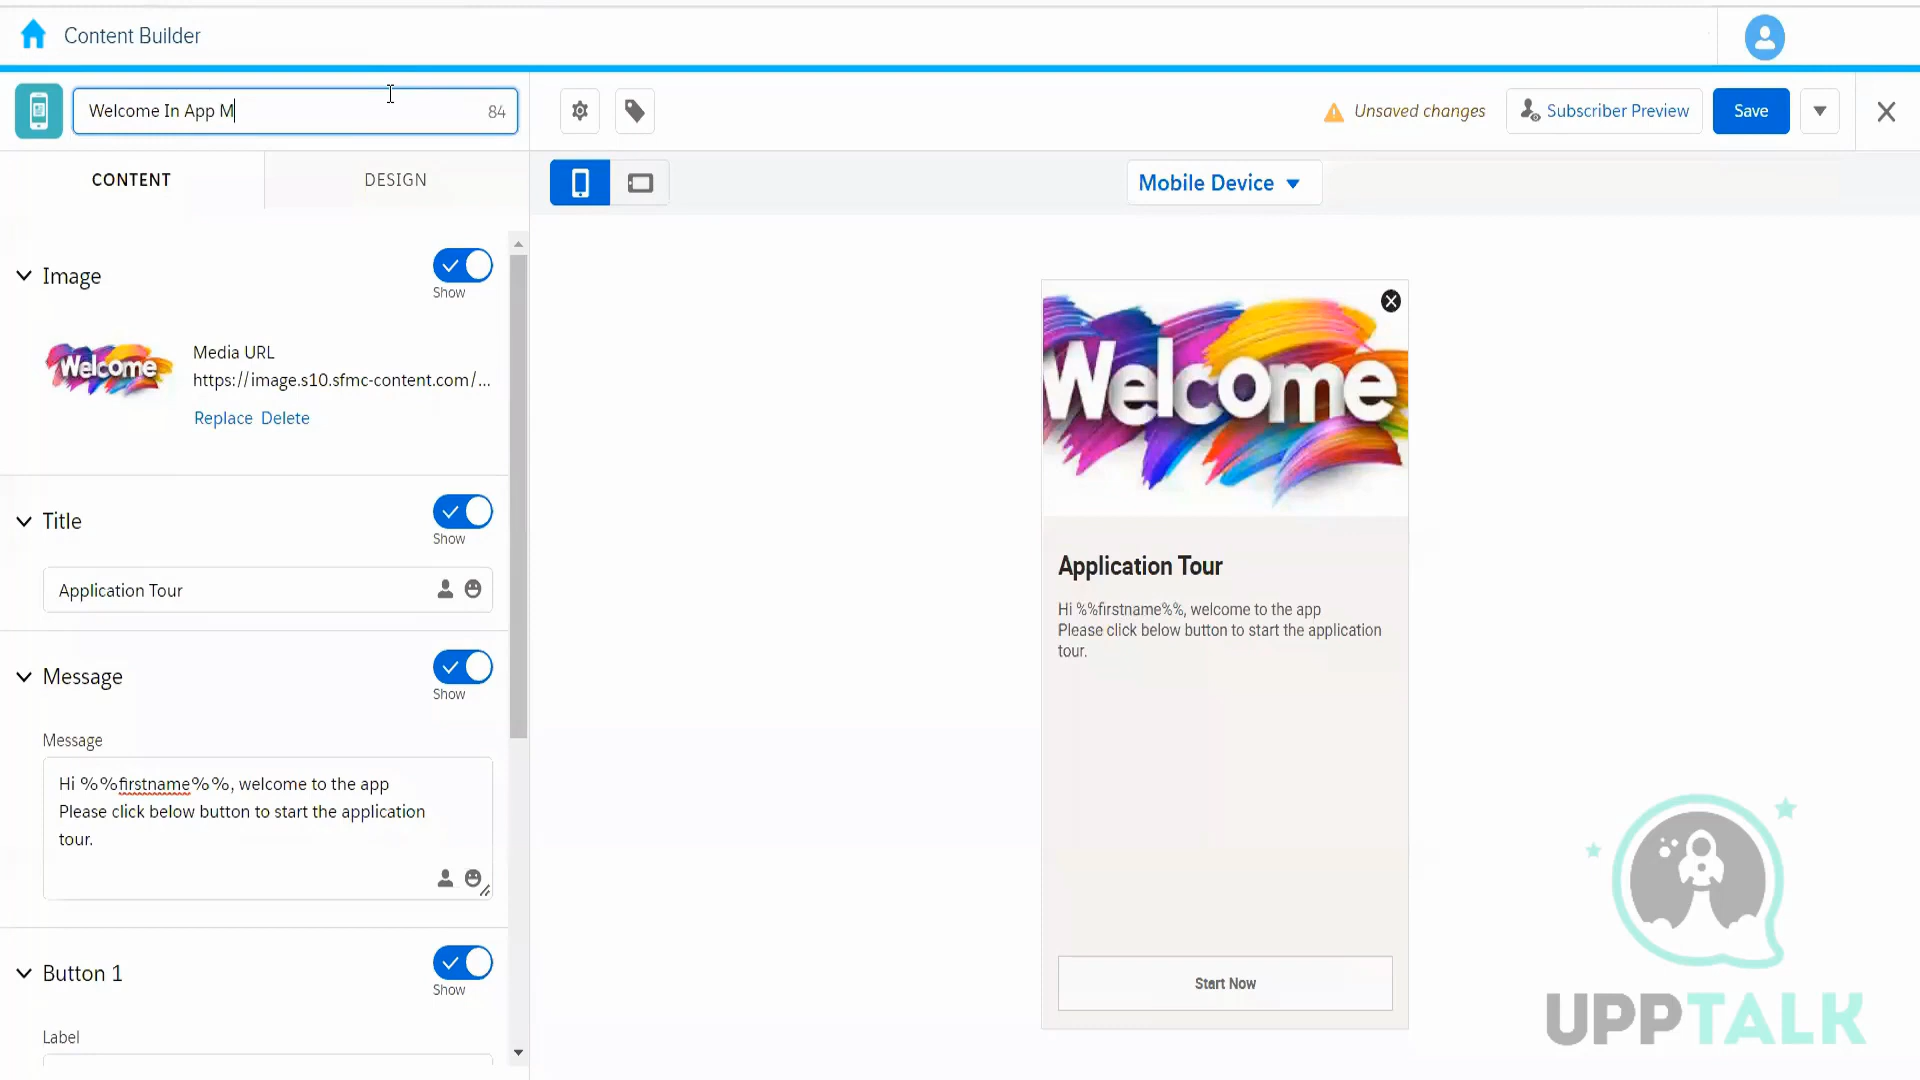 Content Builder
Welcome In App M
84
Unsaved changes
Subscriber Preview
Save
CONTENT
DESIGN
Mobile Device
Image
Show
Welcome
Media URL
https://image.s10.sfmc-content.com/...
Replace Delete
Title
Show
Application Tour
Message
Show
Message
Hi %%firstname%%, welcome to the app
Please click below button to start the application
tour.
Button 1
Show
Label
Welcome
Application Tour
Hi %%firstname%%, welcome to the app
Please click below button to start the application
tour.
Start Now
UPPTALK